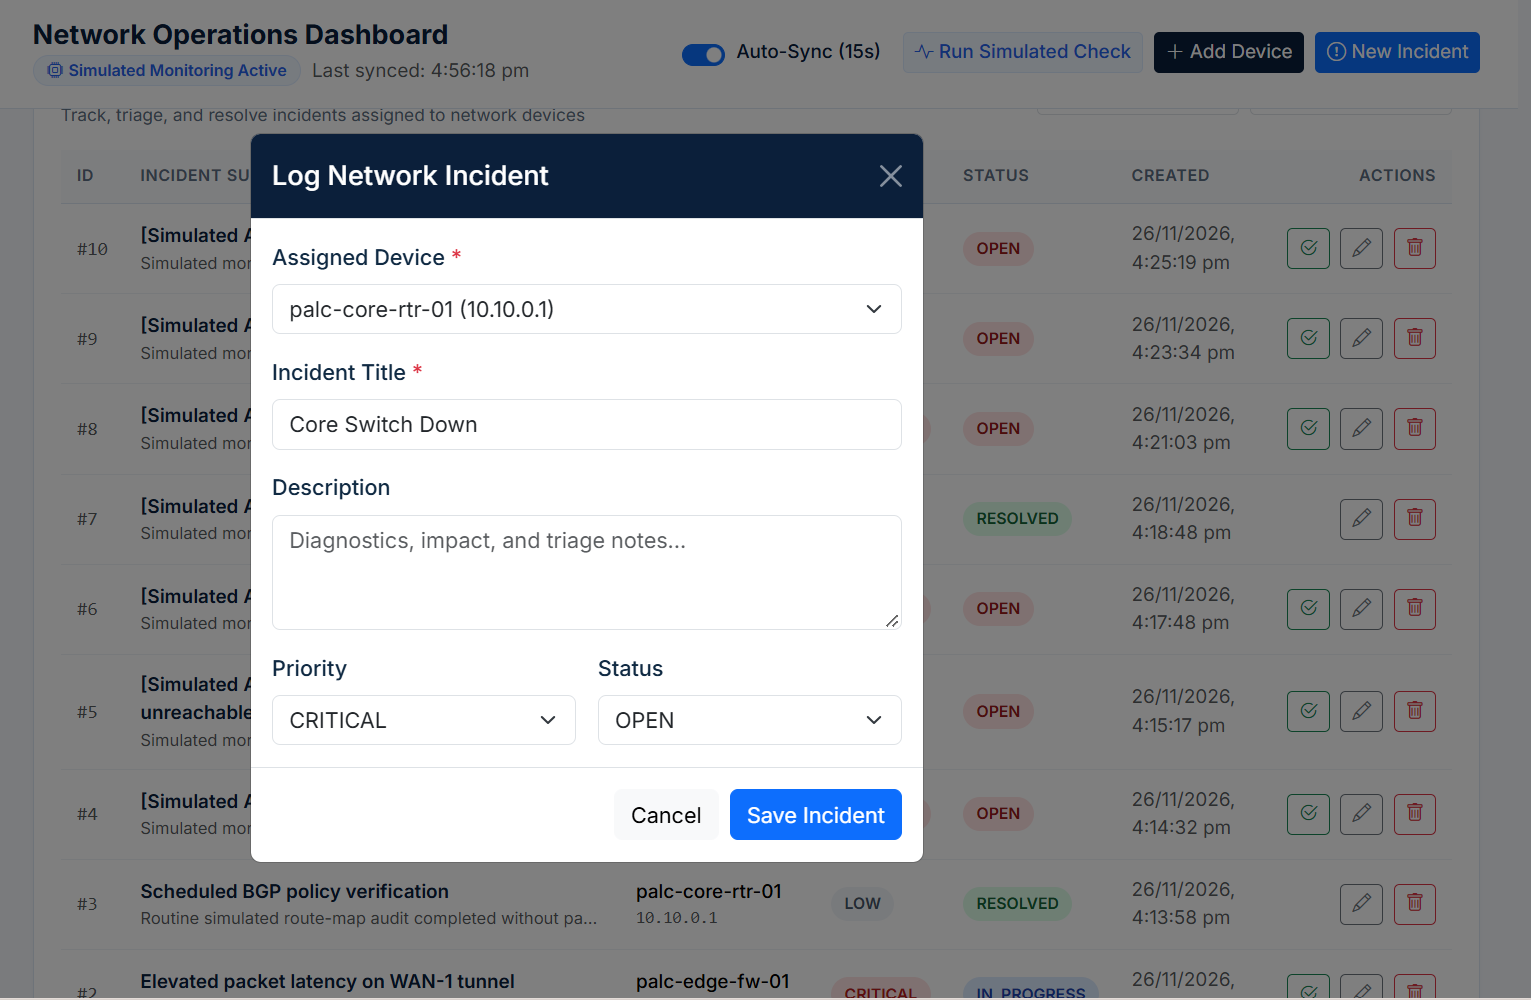 Network Operations Dashboard
Simulated Monitoring Active
Last synced: 4:56:18 pm
Auto-Sync (15s)
Run Simulated Check
+ Add Device
New Incident
Track, triage, and resolve incidents assigned to network devices
ID
INCIDENT SU
STATUS
CREATED
ACTIONS
#10
[Simulated A
Simulated mor
OPEN
26/11/2026,
4:25:19 pm
#9
[Simulated A
Simulated mor
OPEN
26/11/2026,
4:23:34 pm
#8
[Simulated A
Simulated mor
OPEN
26/11/2026,
4:21:03 pm
#7
[Simulated A
Simulated mor
RESOLVED
26/11/2026,
4:18:48 pm
#6
[Simulated A
Simulated mor
OPEN
26/11/2026,
4:17:48 pm
#5
[Simulated A
unreachable
Simulated mor
OPEN
26/11/2026,
4:15:17 pm
#4
[Simulated A
Simulated mor
OPEN
26/11/2026,
4:14:32 pm
#3
Scheduled BGP policy verification
Routine simulated route-map audit completed without pa...
palc-core-rtr-01
10.10.0.1
LOW
RESOLVED
26/11/2026,
4:13:58 pm
#2
Elevated packet latency on WAN-1 tunnel
palc-edge-fw-01
CRITICAL
IN_PROGRESS
26/11/2026,
Log Network Incident
Assigned Device *
palc-core-rtr-01 (10.10.0.1)
Incident Title *
Core Switch Down
Description
Diagnostics, impact, and triage notes...
Priority
Status
CRITICAL
OPEN
Cancel
Save Incident